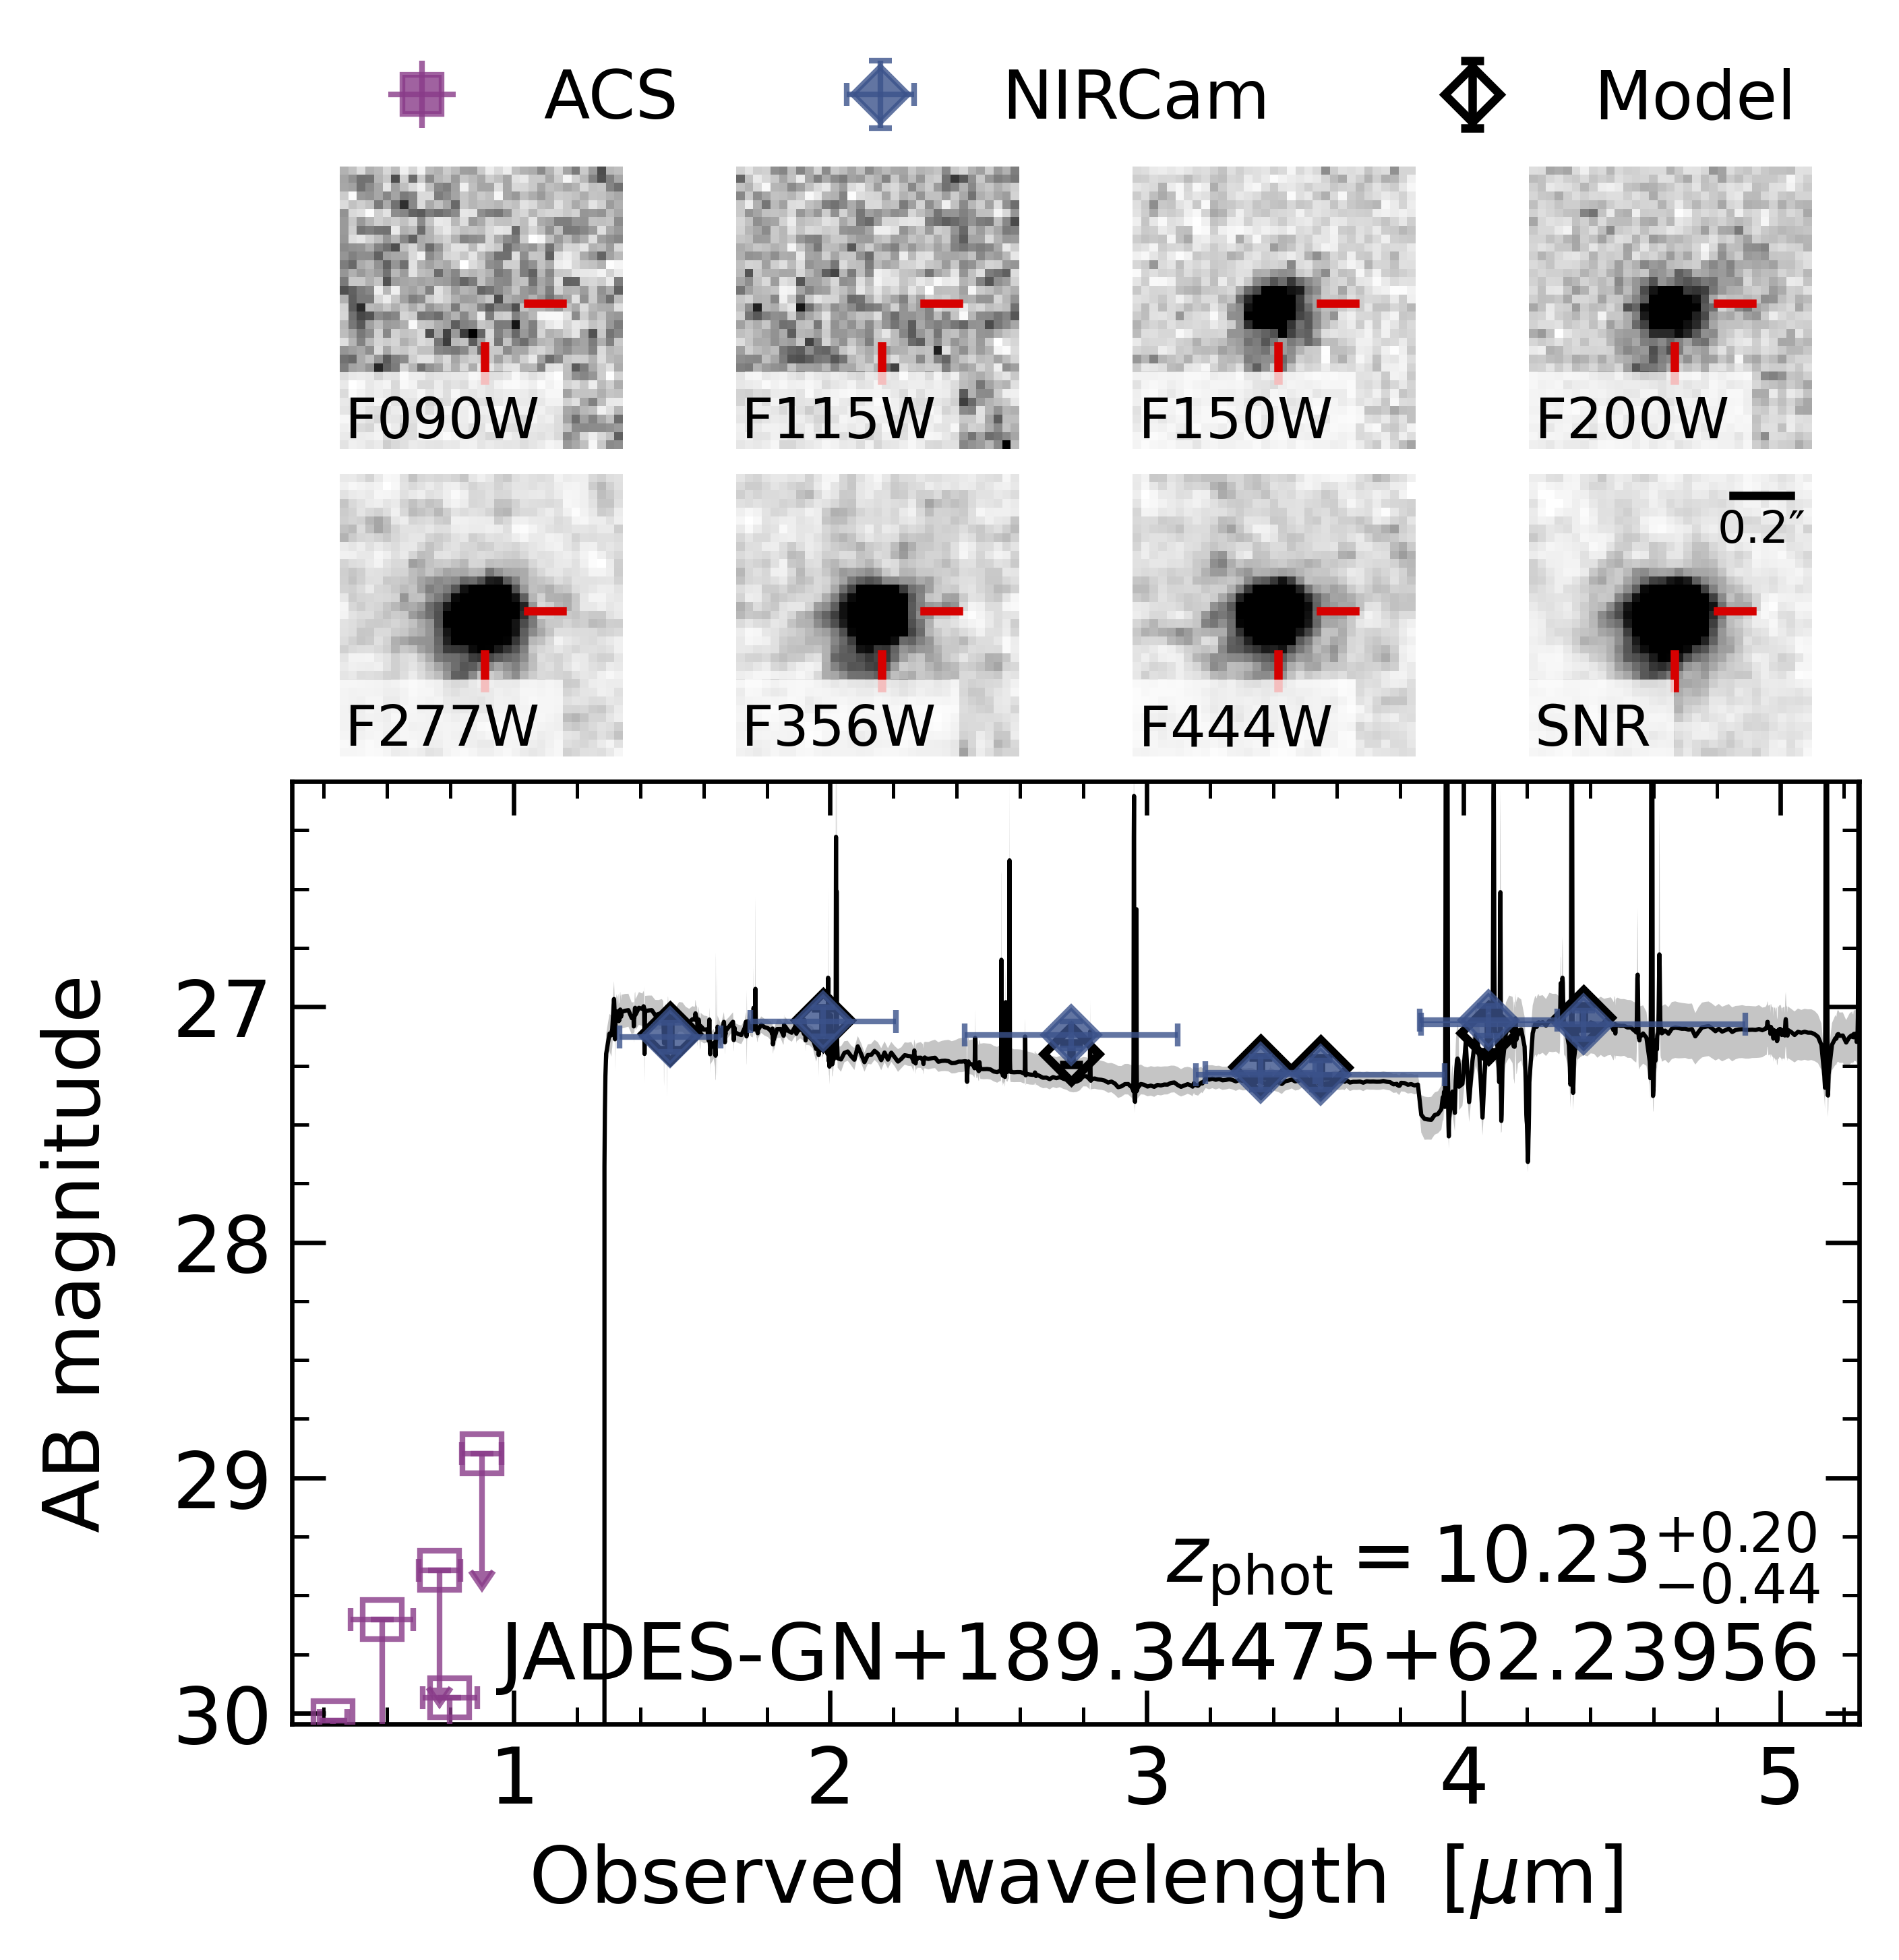 ACS NIRCam Model
F090W F115W F150W F200W
0.2″
F277W F356W F444W SNR
AB magnitude
27
28
29
30
z_phot = 10.23 +0.20 −0.44
JADES-GN+189.34475+62.23956
1 2 3 4 5
Observed wavelength [μm]